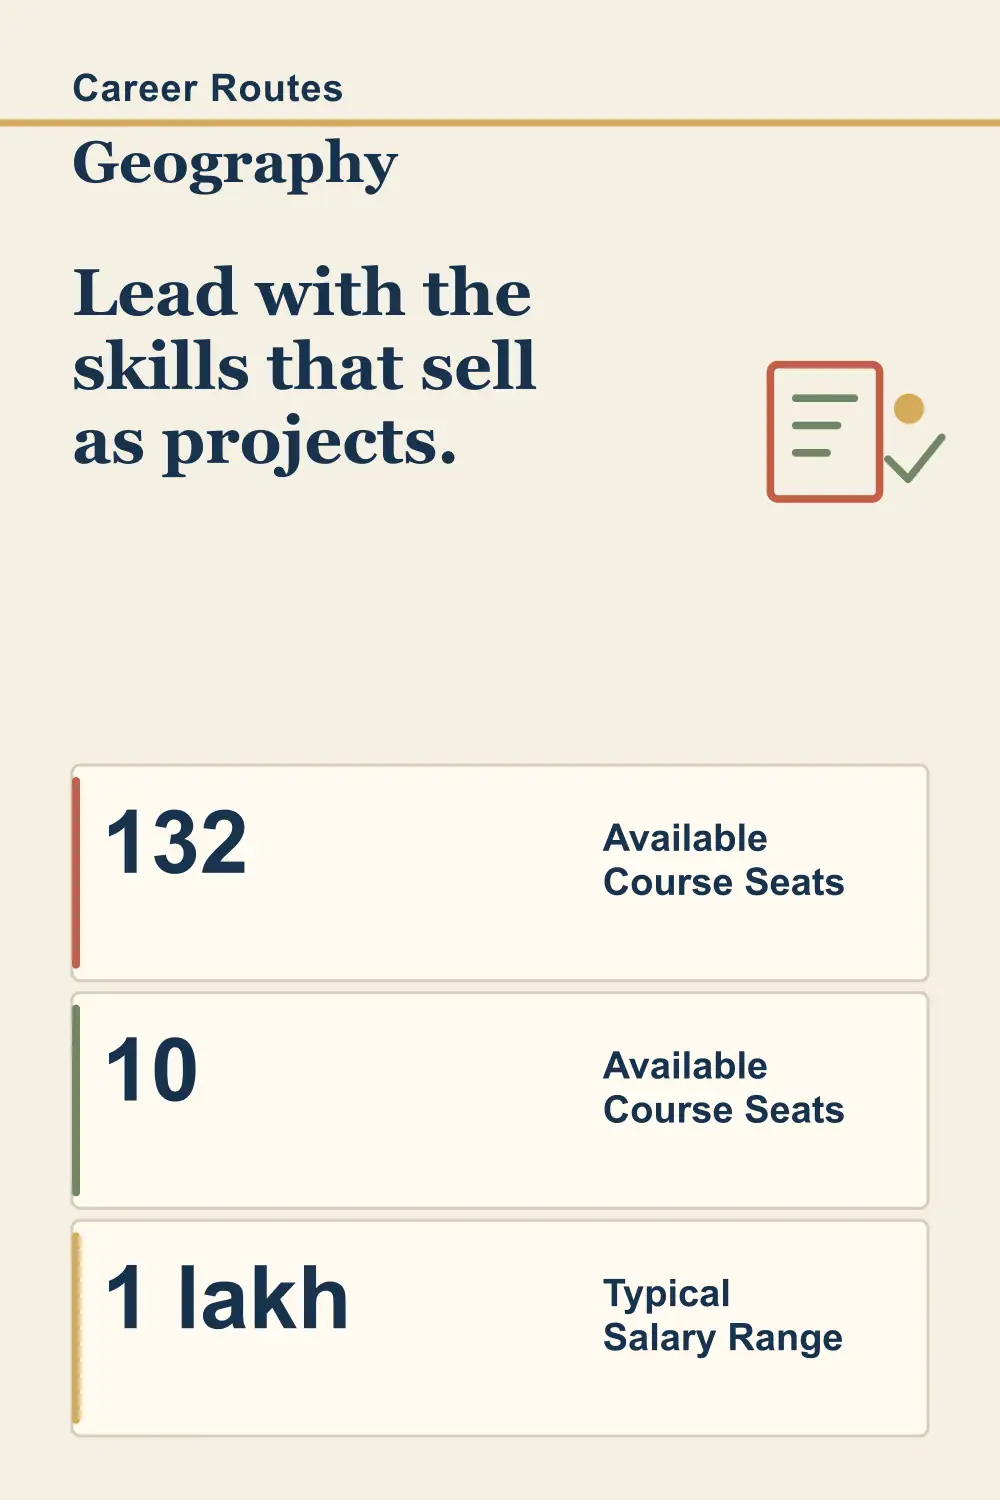 Career Routes
Geography
Lead with the
skills that sell
as projects.
132
Available
Course Seats
10
Available
Course Seats
1 lakh
Typical
Salary Range